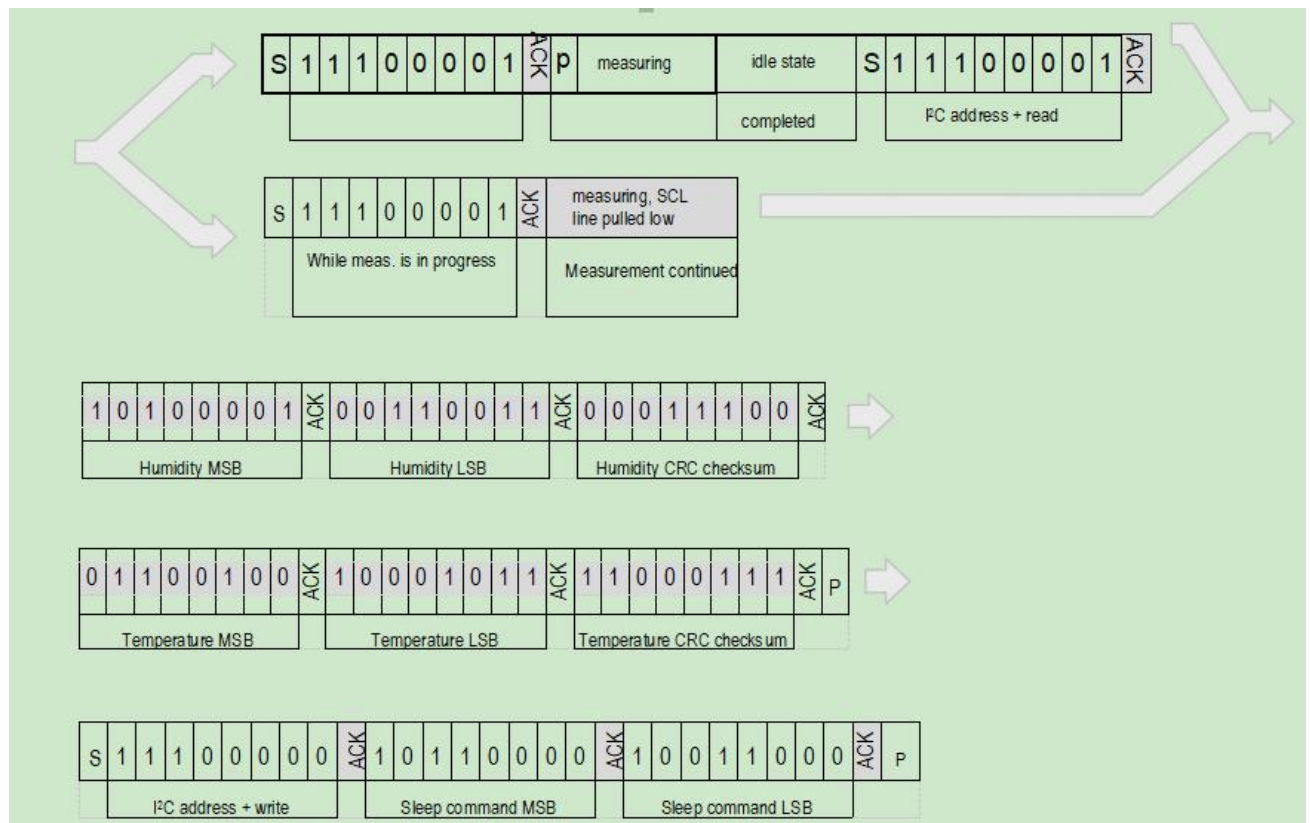 S 1 1 1 0 0 0 0 1 ACK p measuring idle state S 1 1 1 0 0 0 0 1 ACK
completed I²C address + read
S 1 1 1 0 0 0 0 1 ACK measuring, SCL
line pulled low
While meas. is in progress Measurement continued
1 0 1 0 0 0 0 1 ACK 0 0 1 1 0 0 1 1 ACK 0 0 0 1 1 1 0 0 ACK
Humidity MSB Humidity LSB Humidity CRC checksum
0 1 1 0 0 1 0 0 ACK 1 0 0 0 1 0 1 1 ACK 1 1 0 0 0 1 1 1 ACK P
Temperature MSB Temperature LSB Temperature CRC checksum
S 1 1 1 0 0 0 0 0 ACK 1 0 1 1 0 0 0 0 ACK 1 0 0 1 1 0 0 0 ACK P
I²C address + write Sleep command MSB Sleep command LSB